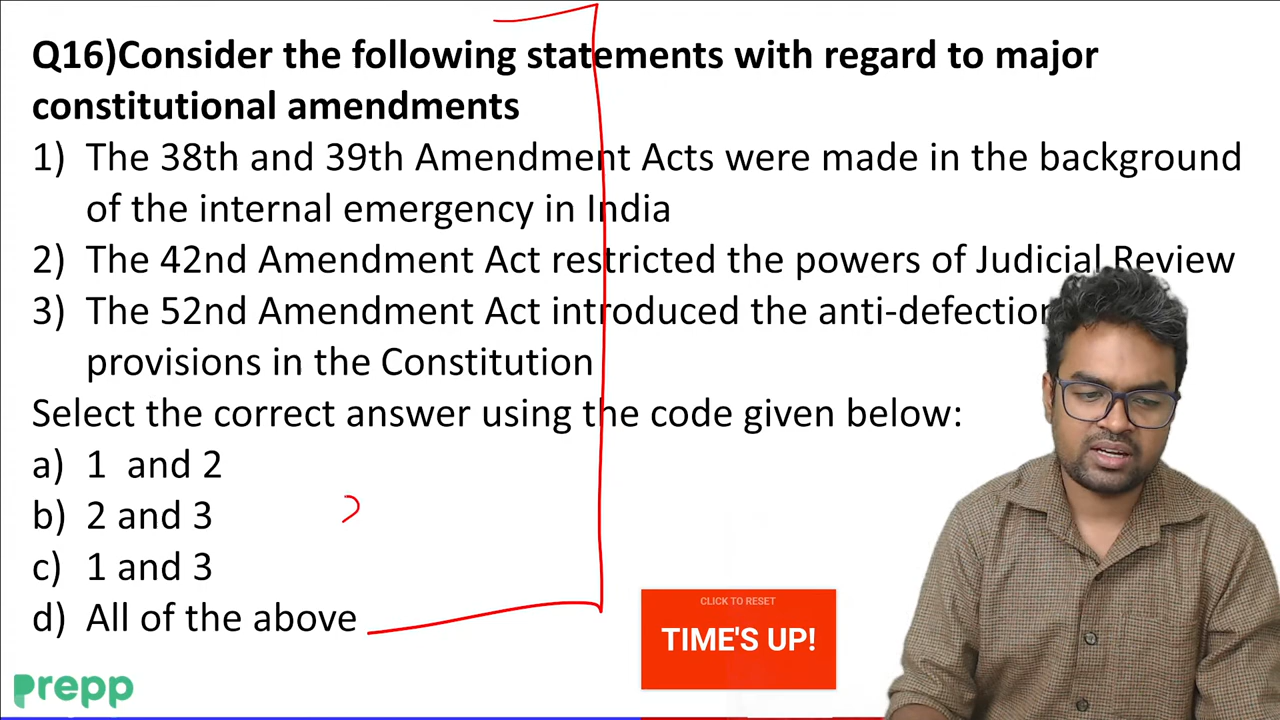 Q16)Consider the following statements with regard to major
constitutional amendments
1) The 38th and 39th Amendment Acts were made in the background
of the internal emergency in India
2) The 42nd Amendment Act restricted the powers of Judicial Review
3) The 52nd Amendment Act introduced the anti-defection
provisions in the Constitution
Select the correct answer using the code given below:
a) 1 and 2
b) 2 and 3
c) 1 and 3
d) All of the above
CLICK TO RESET
TIME'S UP!
prepp